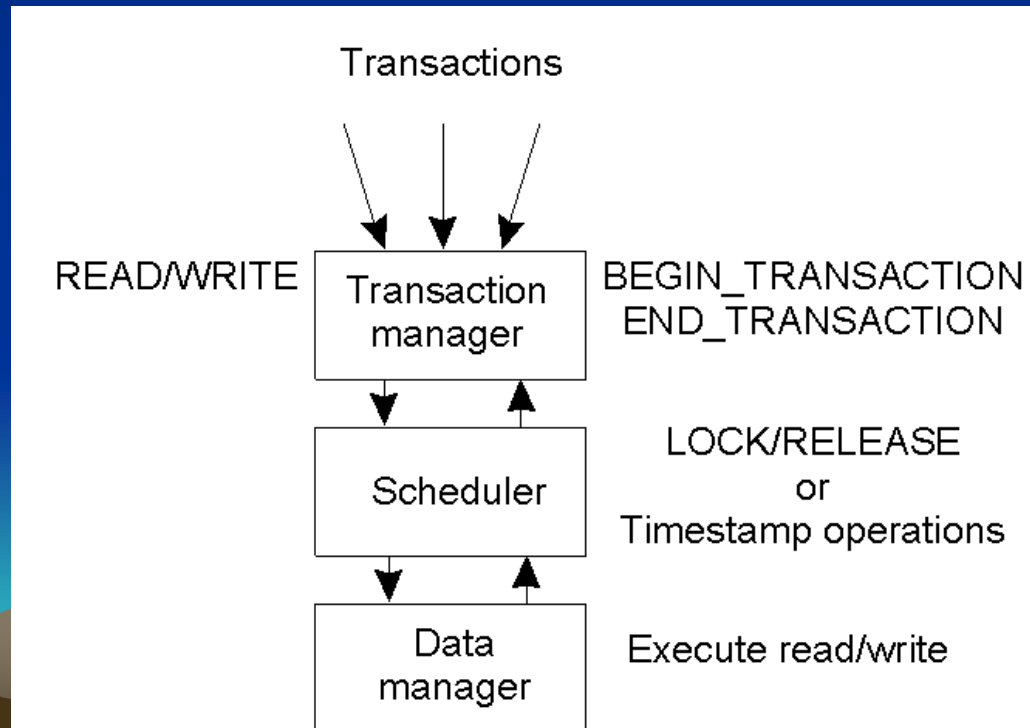 Transactions
READ/WRITE
Transaction
manager
BEGIN_TRANSACTION
END_TRANSACTION
Scheduler
LOCK/RELEASE
or
Timestamp operations
Data
manager
Execute read/write